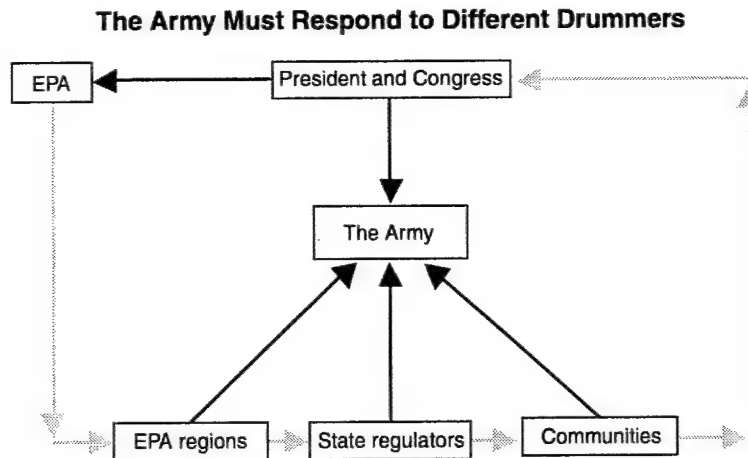 The Army Must Respond to Different Drummers
EPA
President and Congress
The Army
EPA regions
State regulators
Communities